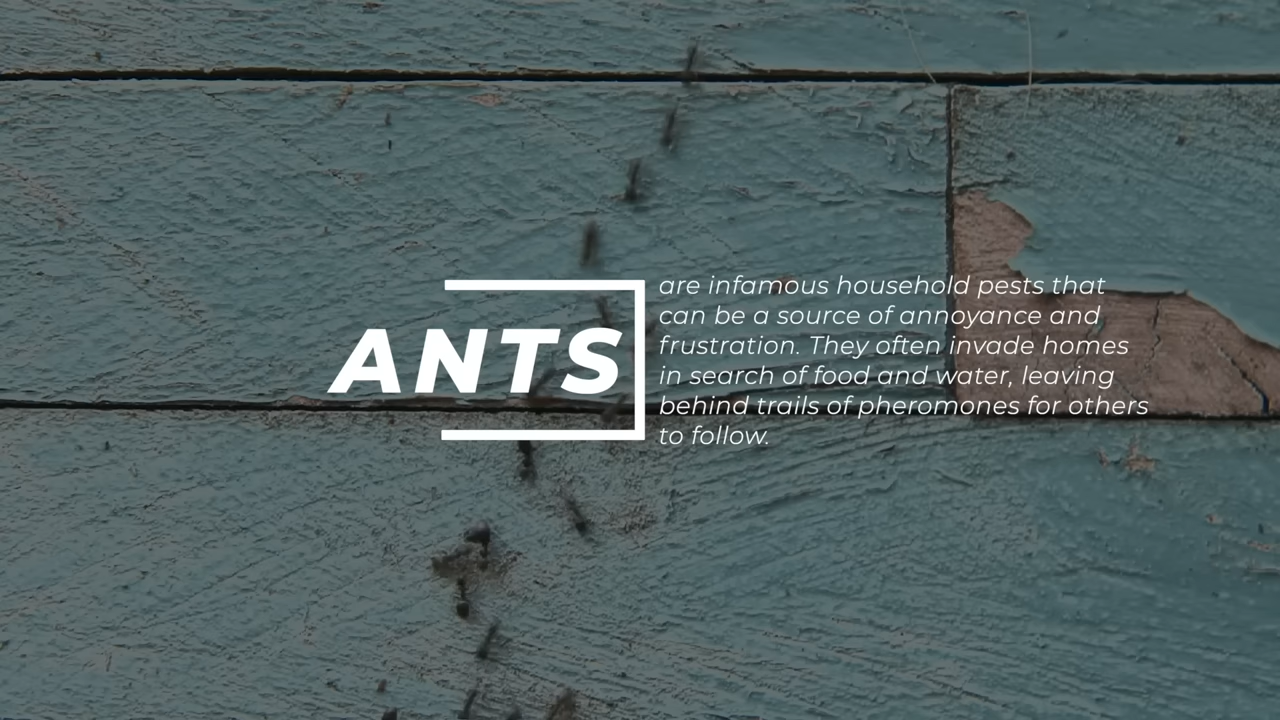 ANTS
are infamous household pests that
can be a source of annoyance and
frustration. They often invade homes
in search of food and water, leaving
behind trails of pheromones for others
to follow.